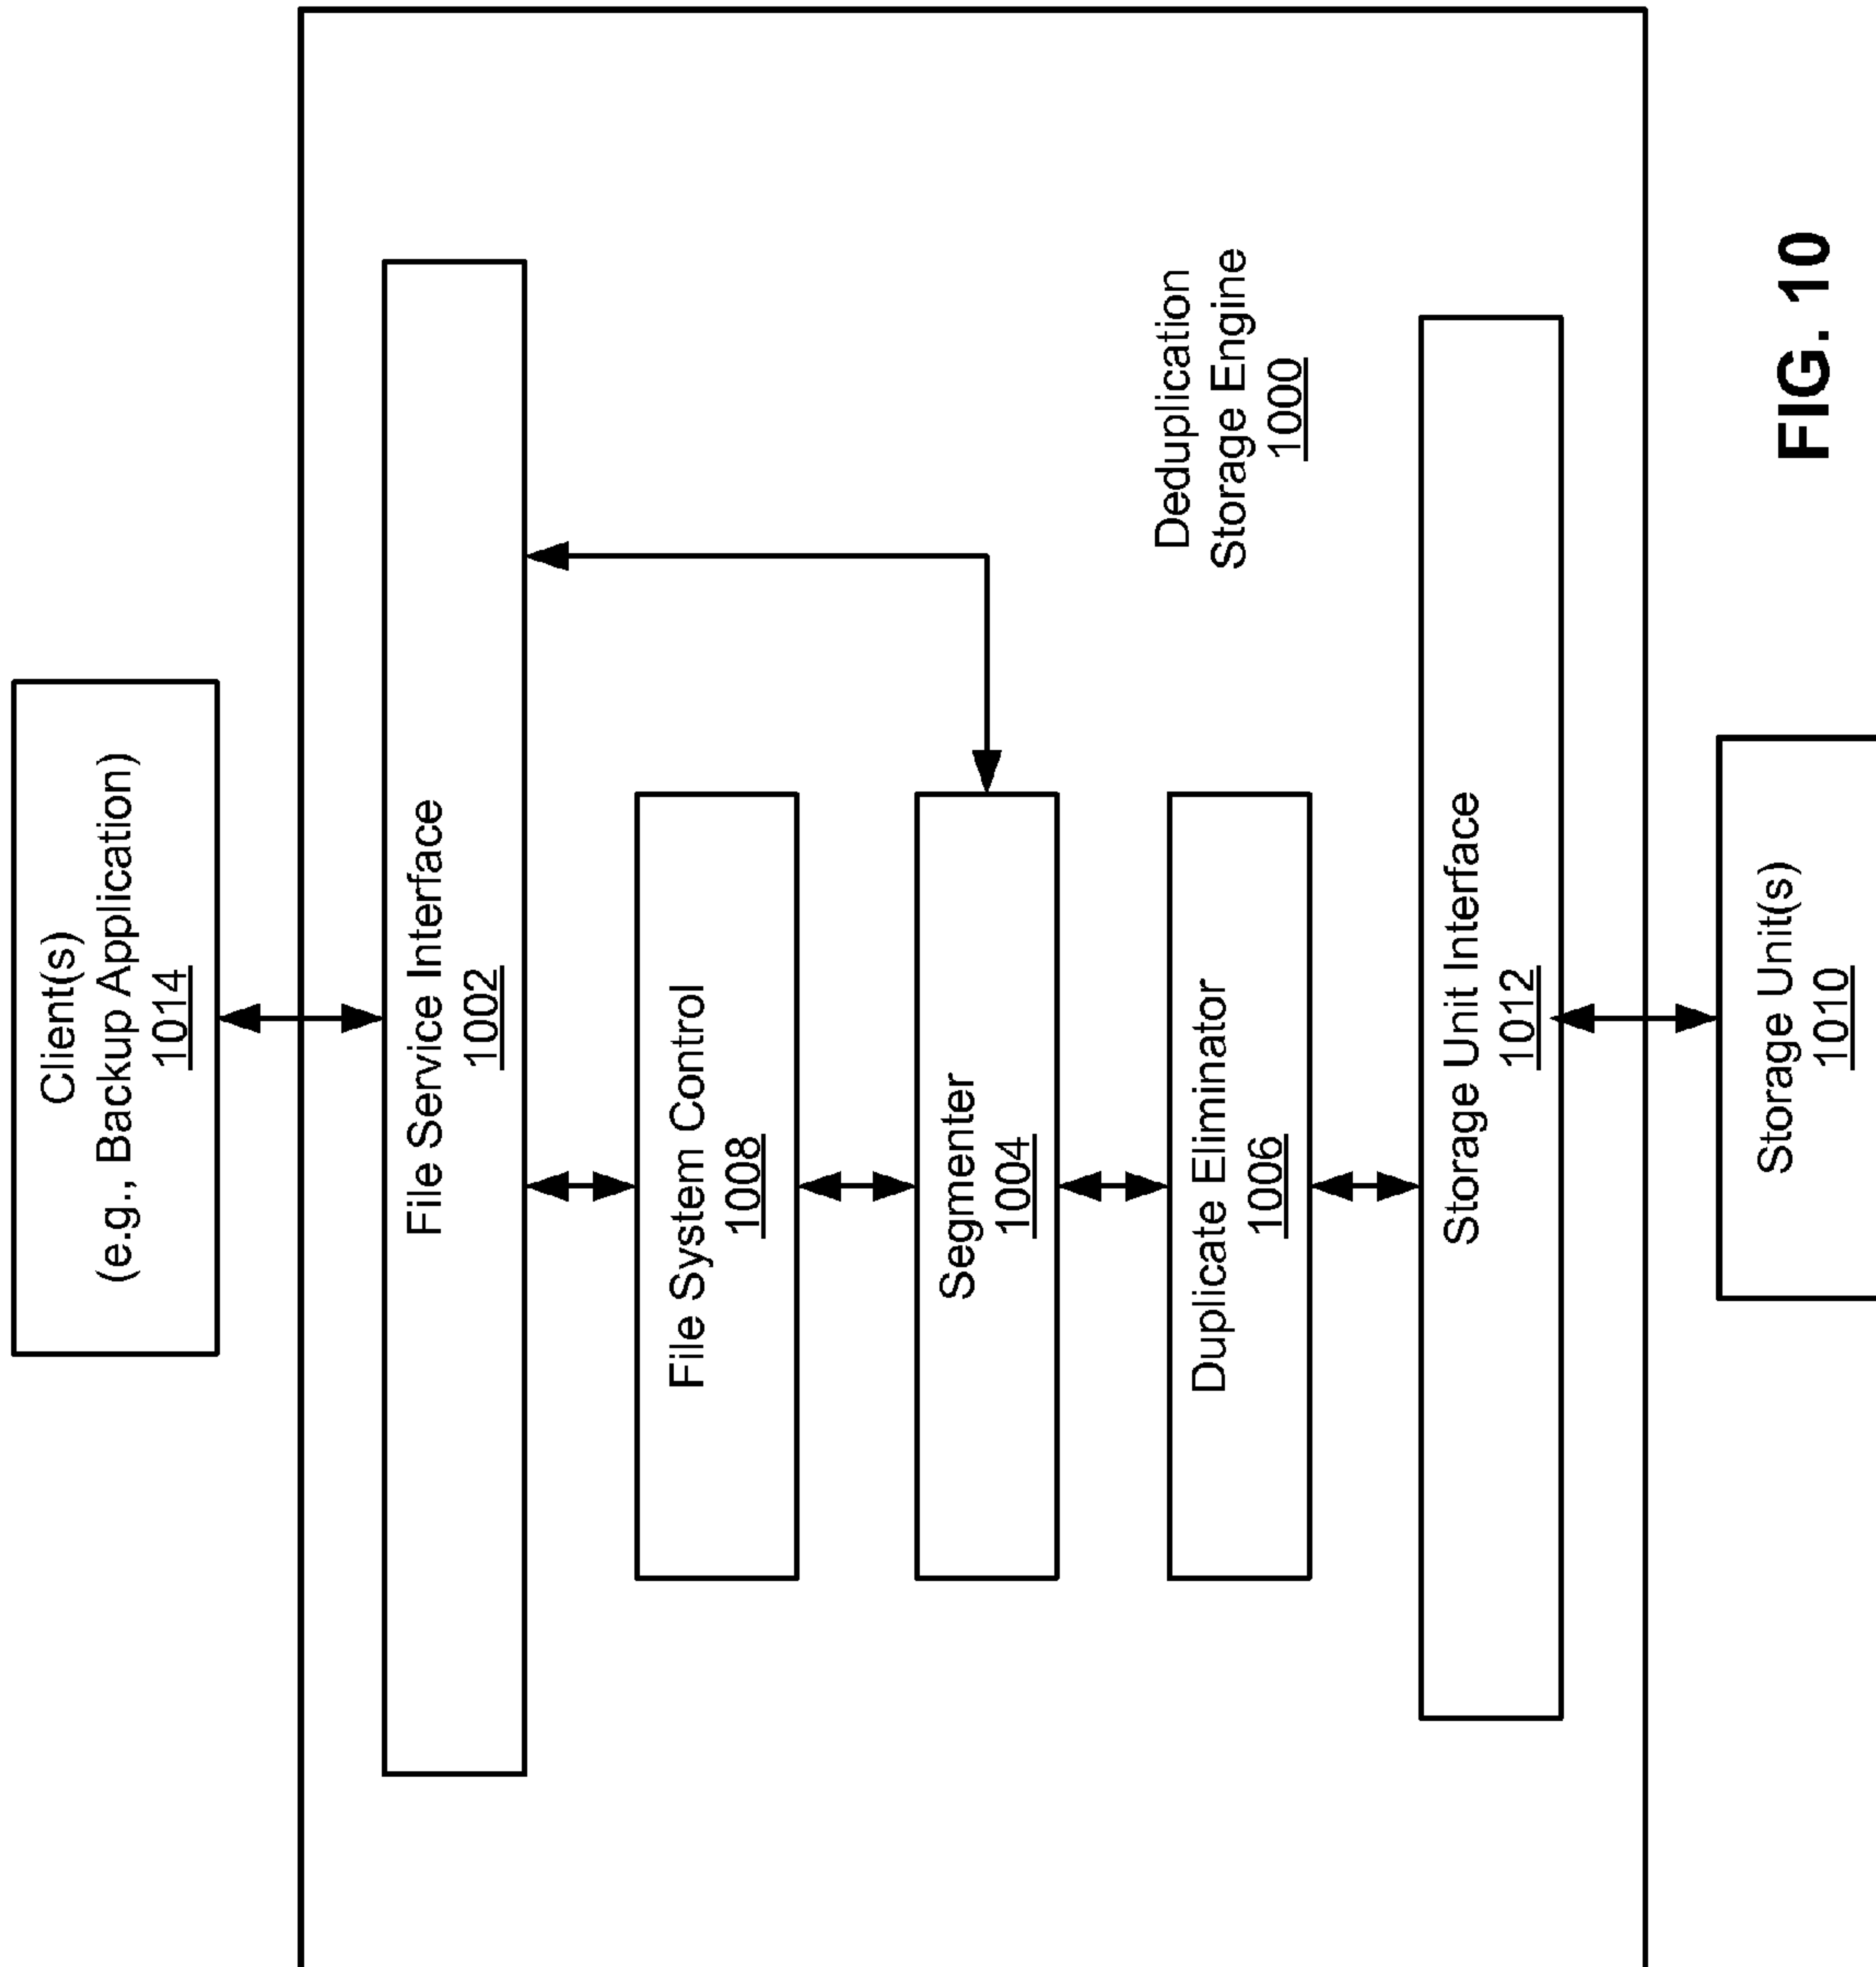 Client(s)
(e.g., Backup Application)
1014
File Service Interface
1002
File System Control
1008
Segmenter
1004
Duplicate Eliminator
1006
Deduplication
Storage Engine
1000
Storage Unit Interface
1012
Storage Unit(s)
1010
FIG. 10